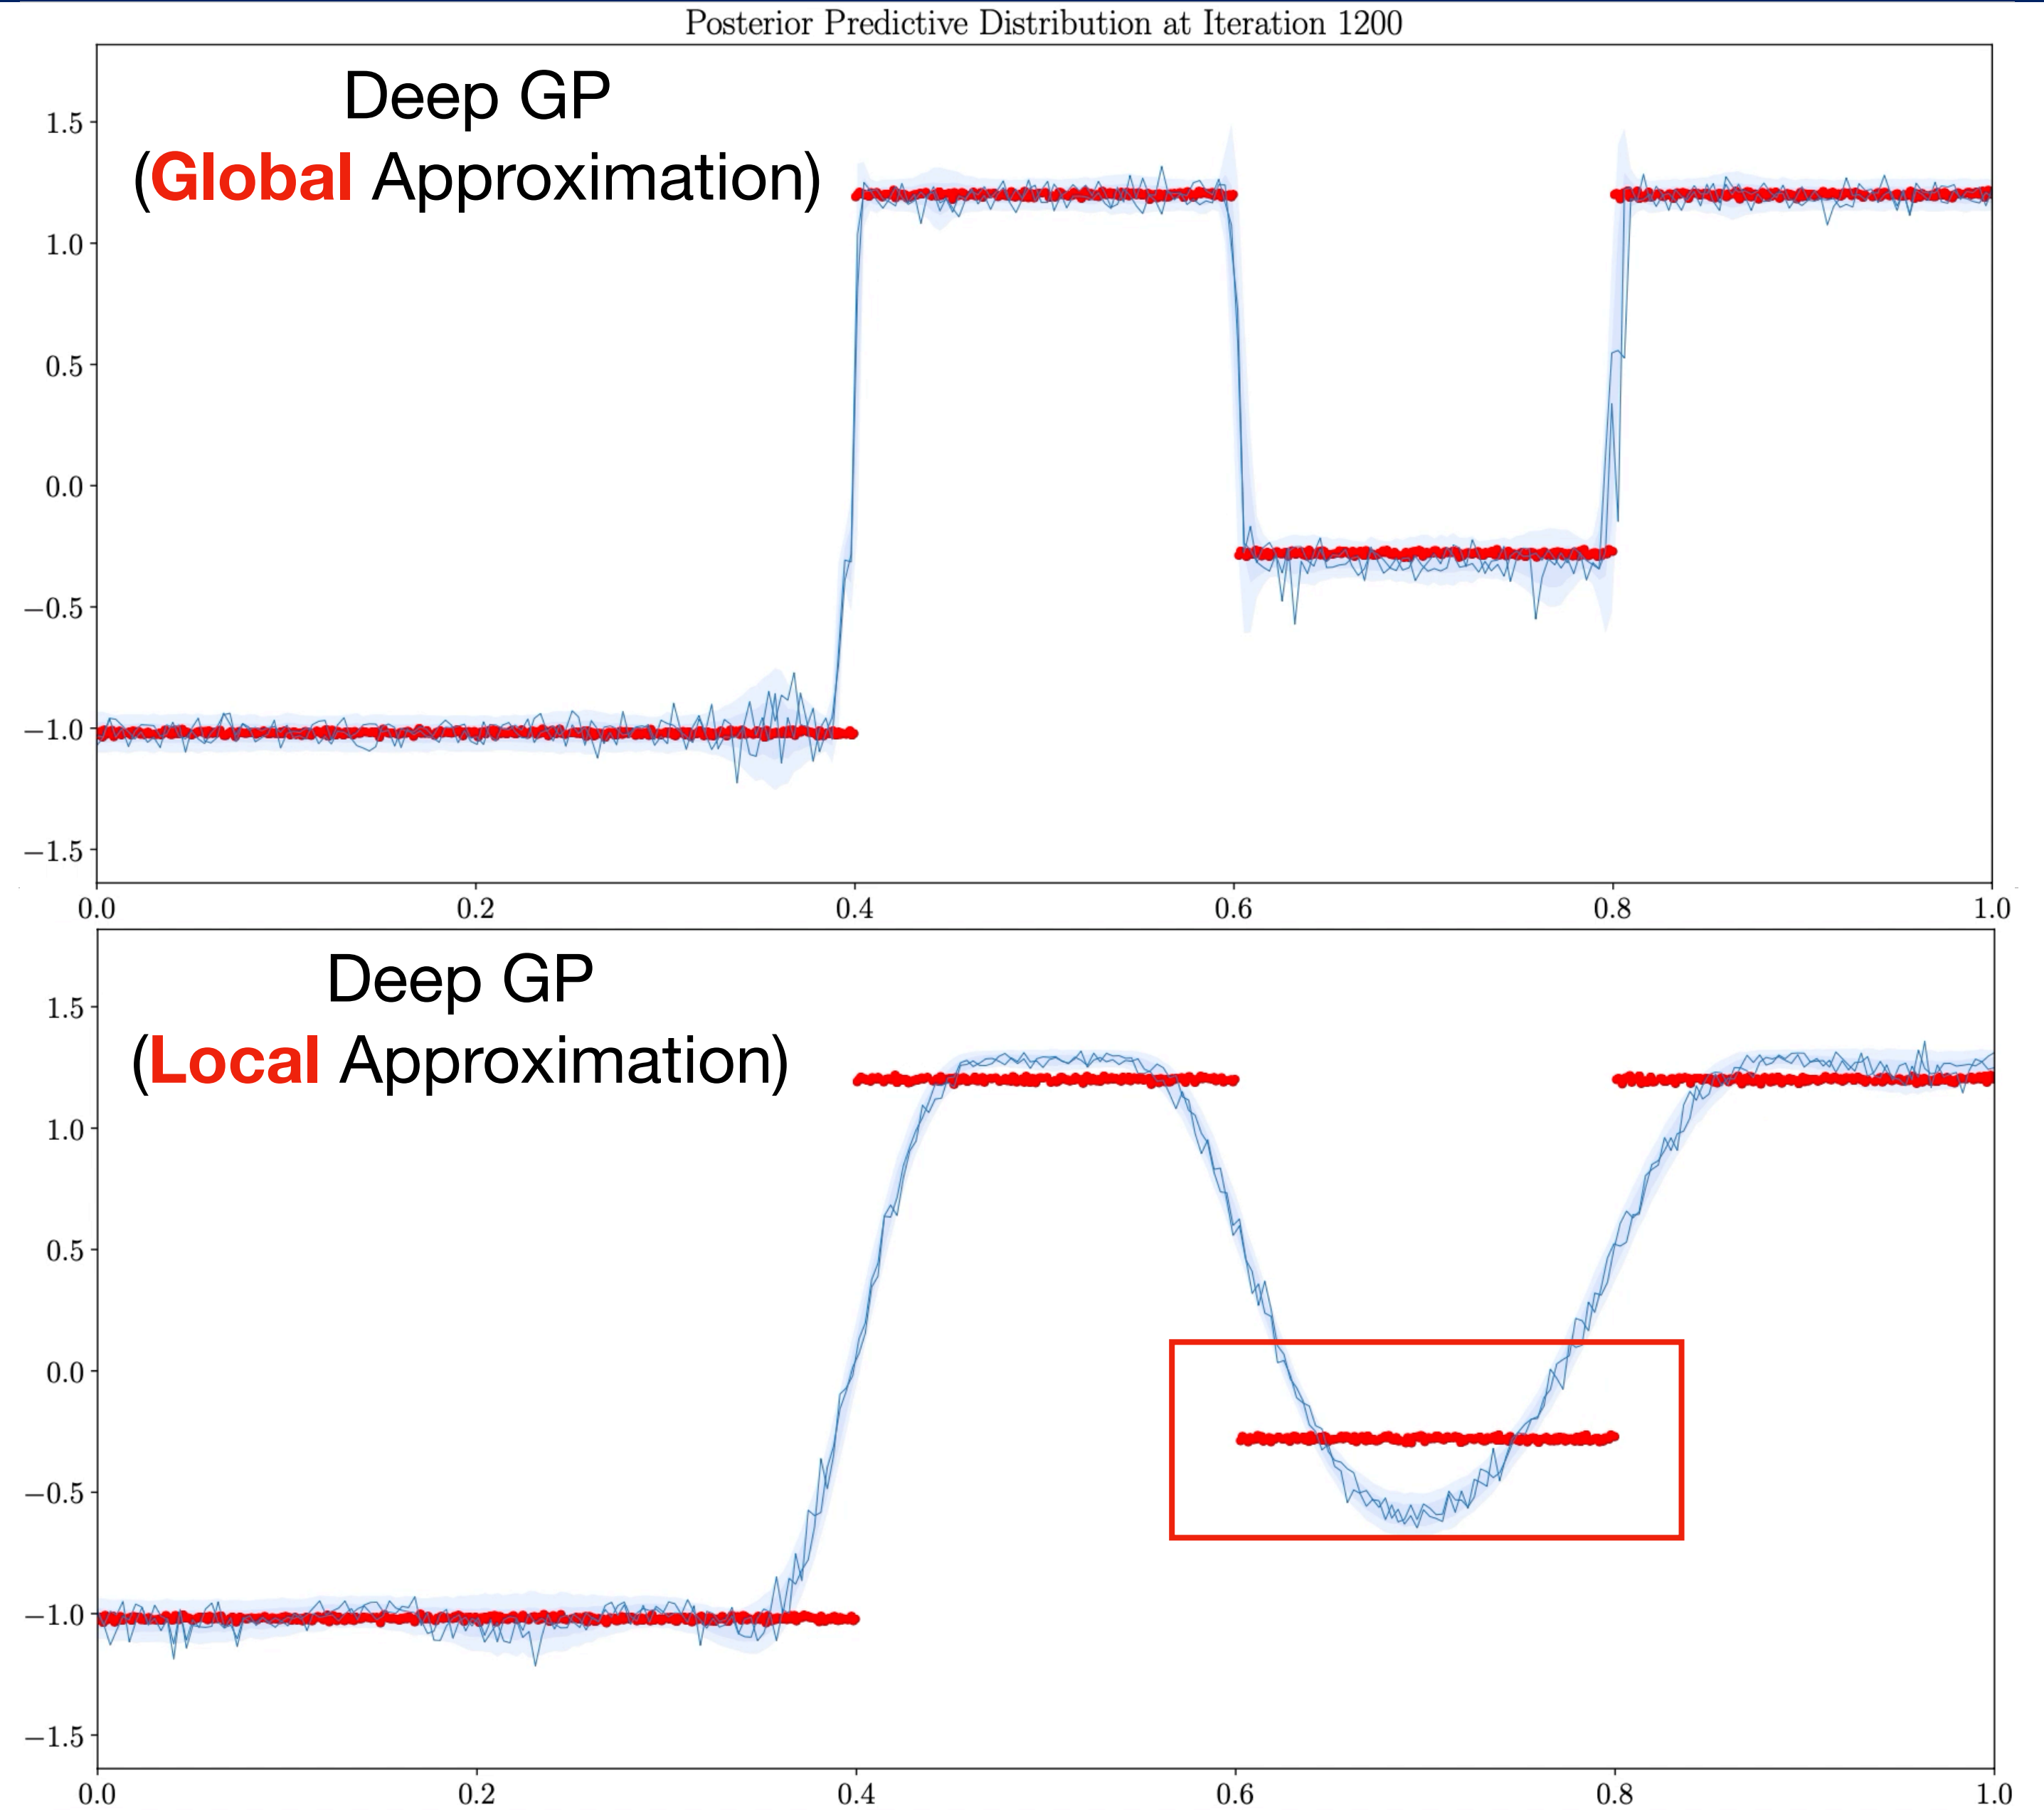 Posterior Predictive Distribution at Iteration 1200
Deep GP
(Global Approximation)
1.5
1.0
0.5
0.0
−0.5
−1.0
−1.5
0.0 0.2 0.4 0.6 0.8 1.0
Deep GP
(Local Approximation)
1.5
1.0
0.5
0.0
−0.5
−1.0
−1.5
0.0 0.2 0.4 0.6 0.8 1.0